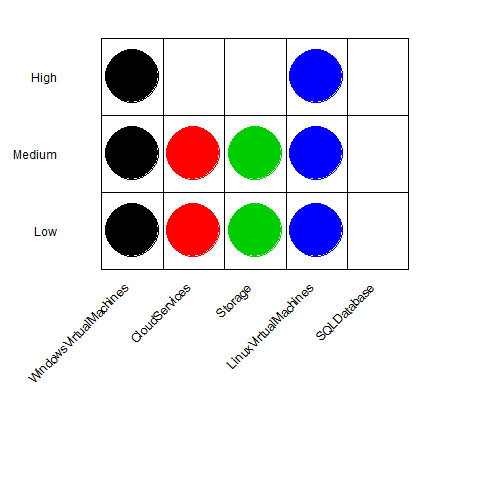 High
Medium
Low
WindowsVirtualMachines
CloudServices
Storage
LinuxVirtualMachines
SQLDatabase